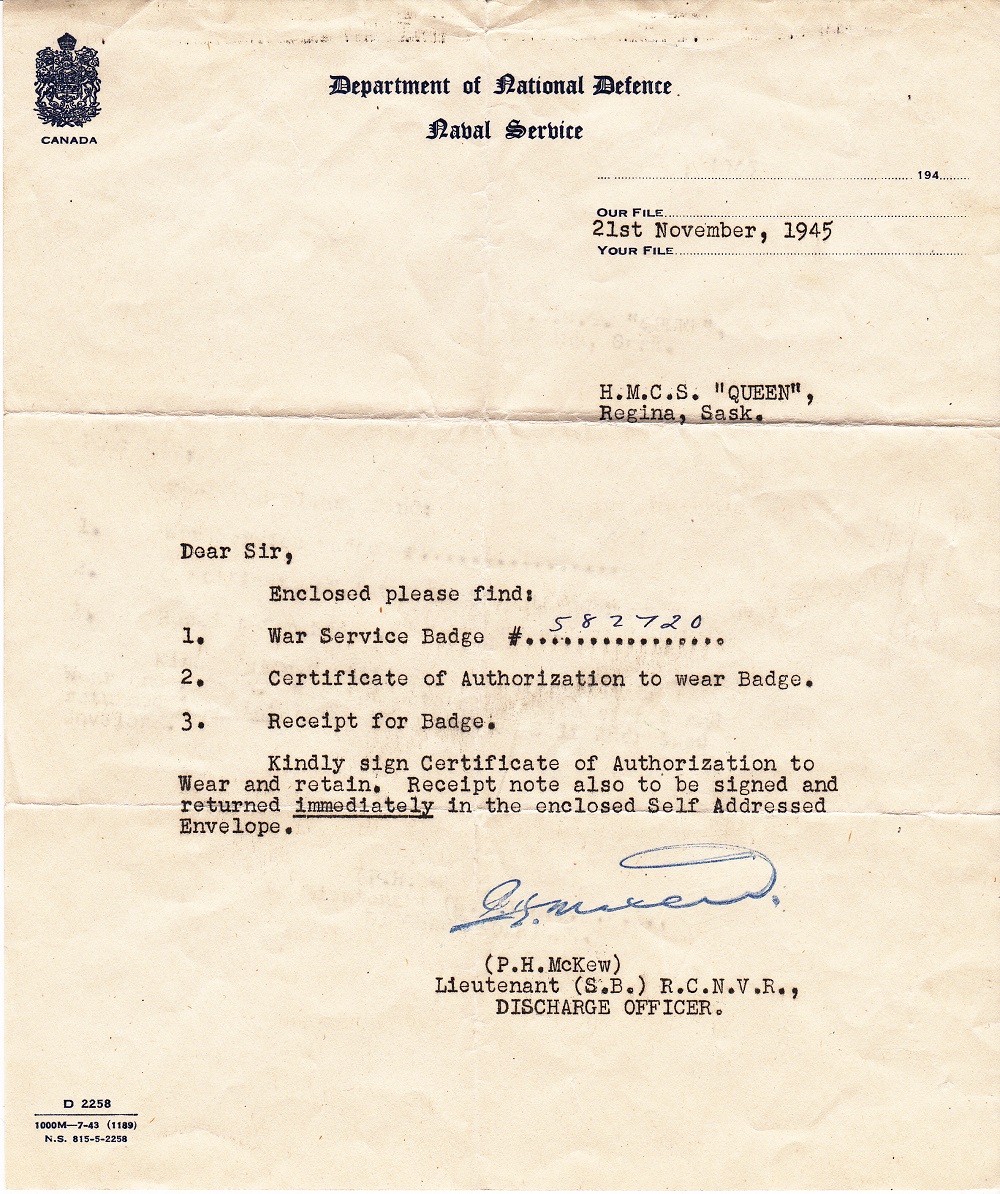 CANADA
Department of National Defence
Naval Service
194
OUR FILE
21st November, 1945
YOUR FILE
H.M.C.S. "QUEEN",
Regina, Sask.
Dear Sir,
Enclosed please find:
1. War Service Badge #582720
2. Certificate of Authorization to wear Badge.
3. Receipt for Badge.
Kindly sign Certificate of Authorization to
Wear and retain. Receipt note also to be signed and
returned immediately in the enclosed Self Addressed
Envelope.
(P.H.McKew)
Lieutenant (S.B.) R.C.N.V.R.,
DISCHARGE OFFICER.
D 2258
1000M—7-43 (1189)
N.S. 815-5-2258